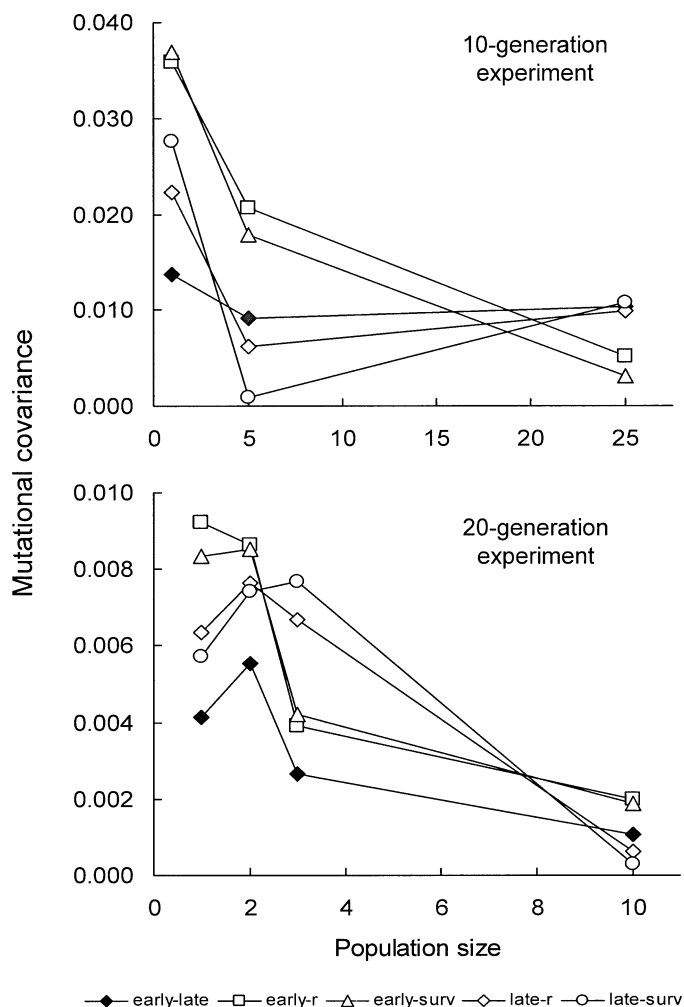 0.040
10-generation
experiment
0.030
0.020
0.010
0.000
0 5 10 15 20 25
Mutational covariance
0.010
20-generation
experiment
0.008
0.006
0.004
0.002
0.000
0 2 4 6 8 10
Population size
early-late early-r early-surv late-r late-surv